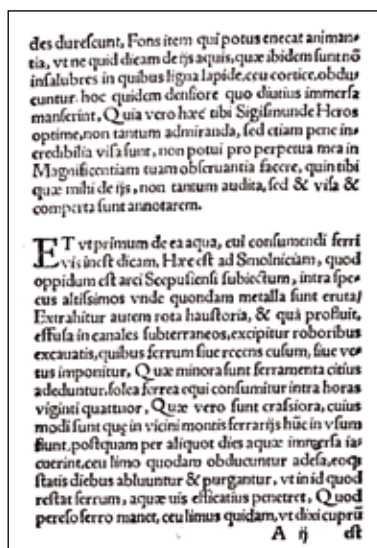 des durescunt, Fons item qui potus enecat animan-
tia, vt ne quid dicam de ijs aquis, quæ ibidem sunt nõ
insalubres in quibus ligna lapide, ceu cortice, obdu
cuntur. hoc quidem densiore quo diutius immersa
manserint, Quia vero hæc tibi Sigismunde Heros
optime, non tantum admiranda, sed etiam pene in-
credibilia visa sunt, non potui pro perpetua mea in
Magnificentiam tuam obseruantia facere, quin tibi
quæ mihi de ijs, non tantum audita, sed & visa &
comperta sunt annotarem.
ET vt primum de ea aqua, cui consumendi ferri
vis inest dicam, Hæc est ad Smolnicium, quod
oppidum est arci Scepusiensi subiectum, intra spe-
cus altissimos vnde quondam metalla sunt eruta/
Extrahitur autem rota haustoria, & quà profluit,
effusa in canales subterraneos, excipitur roboribus
excauatis, quibus ferrum siue recens cusum, siue ve-
tus imponitur, Quæ minora sunt ferramenta citius
adeduntur, solea ferrea equi consumitur intra horas
viginti quattuor, Quæ vero sunt crassiora, cuius
modi sunt quę in vicini montis ferrarijs hũc in vsum
fiunt, postquam per aliquot dies aquæ immersa ia-
cuerint, ceu limo quodam obducuntur adesa, eoq;
statis diebus abluuntur & purgantur, vt in id quod
restat ferrum, aquæ uis efficatius penetret, Quod
pereso ferro manet, ceu limus quidam, vt dixi cuprũ
A ij est